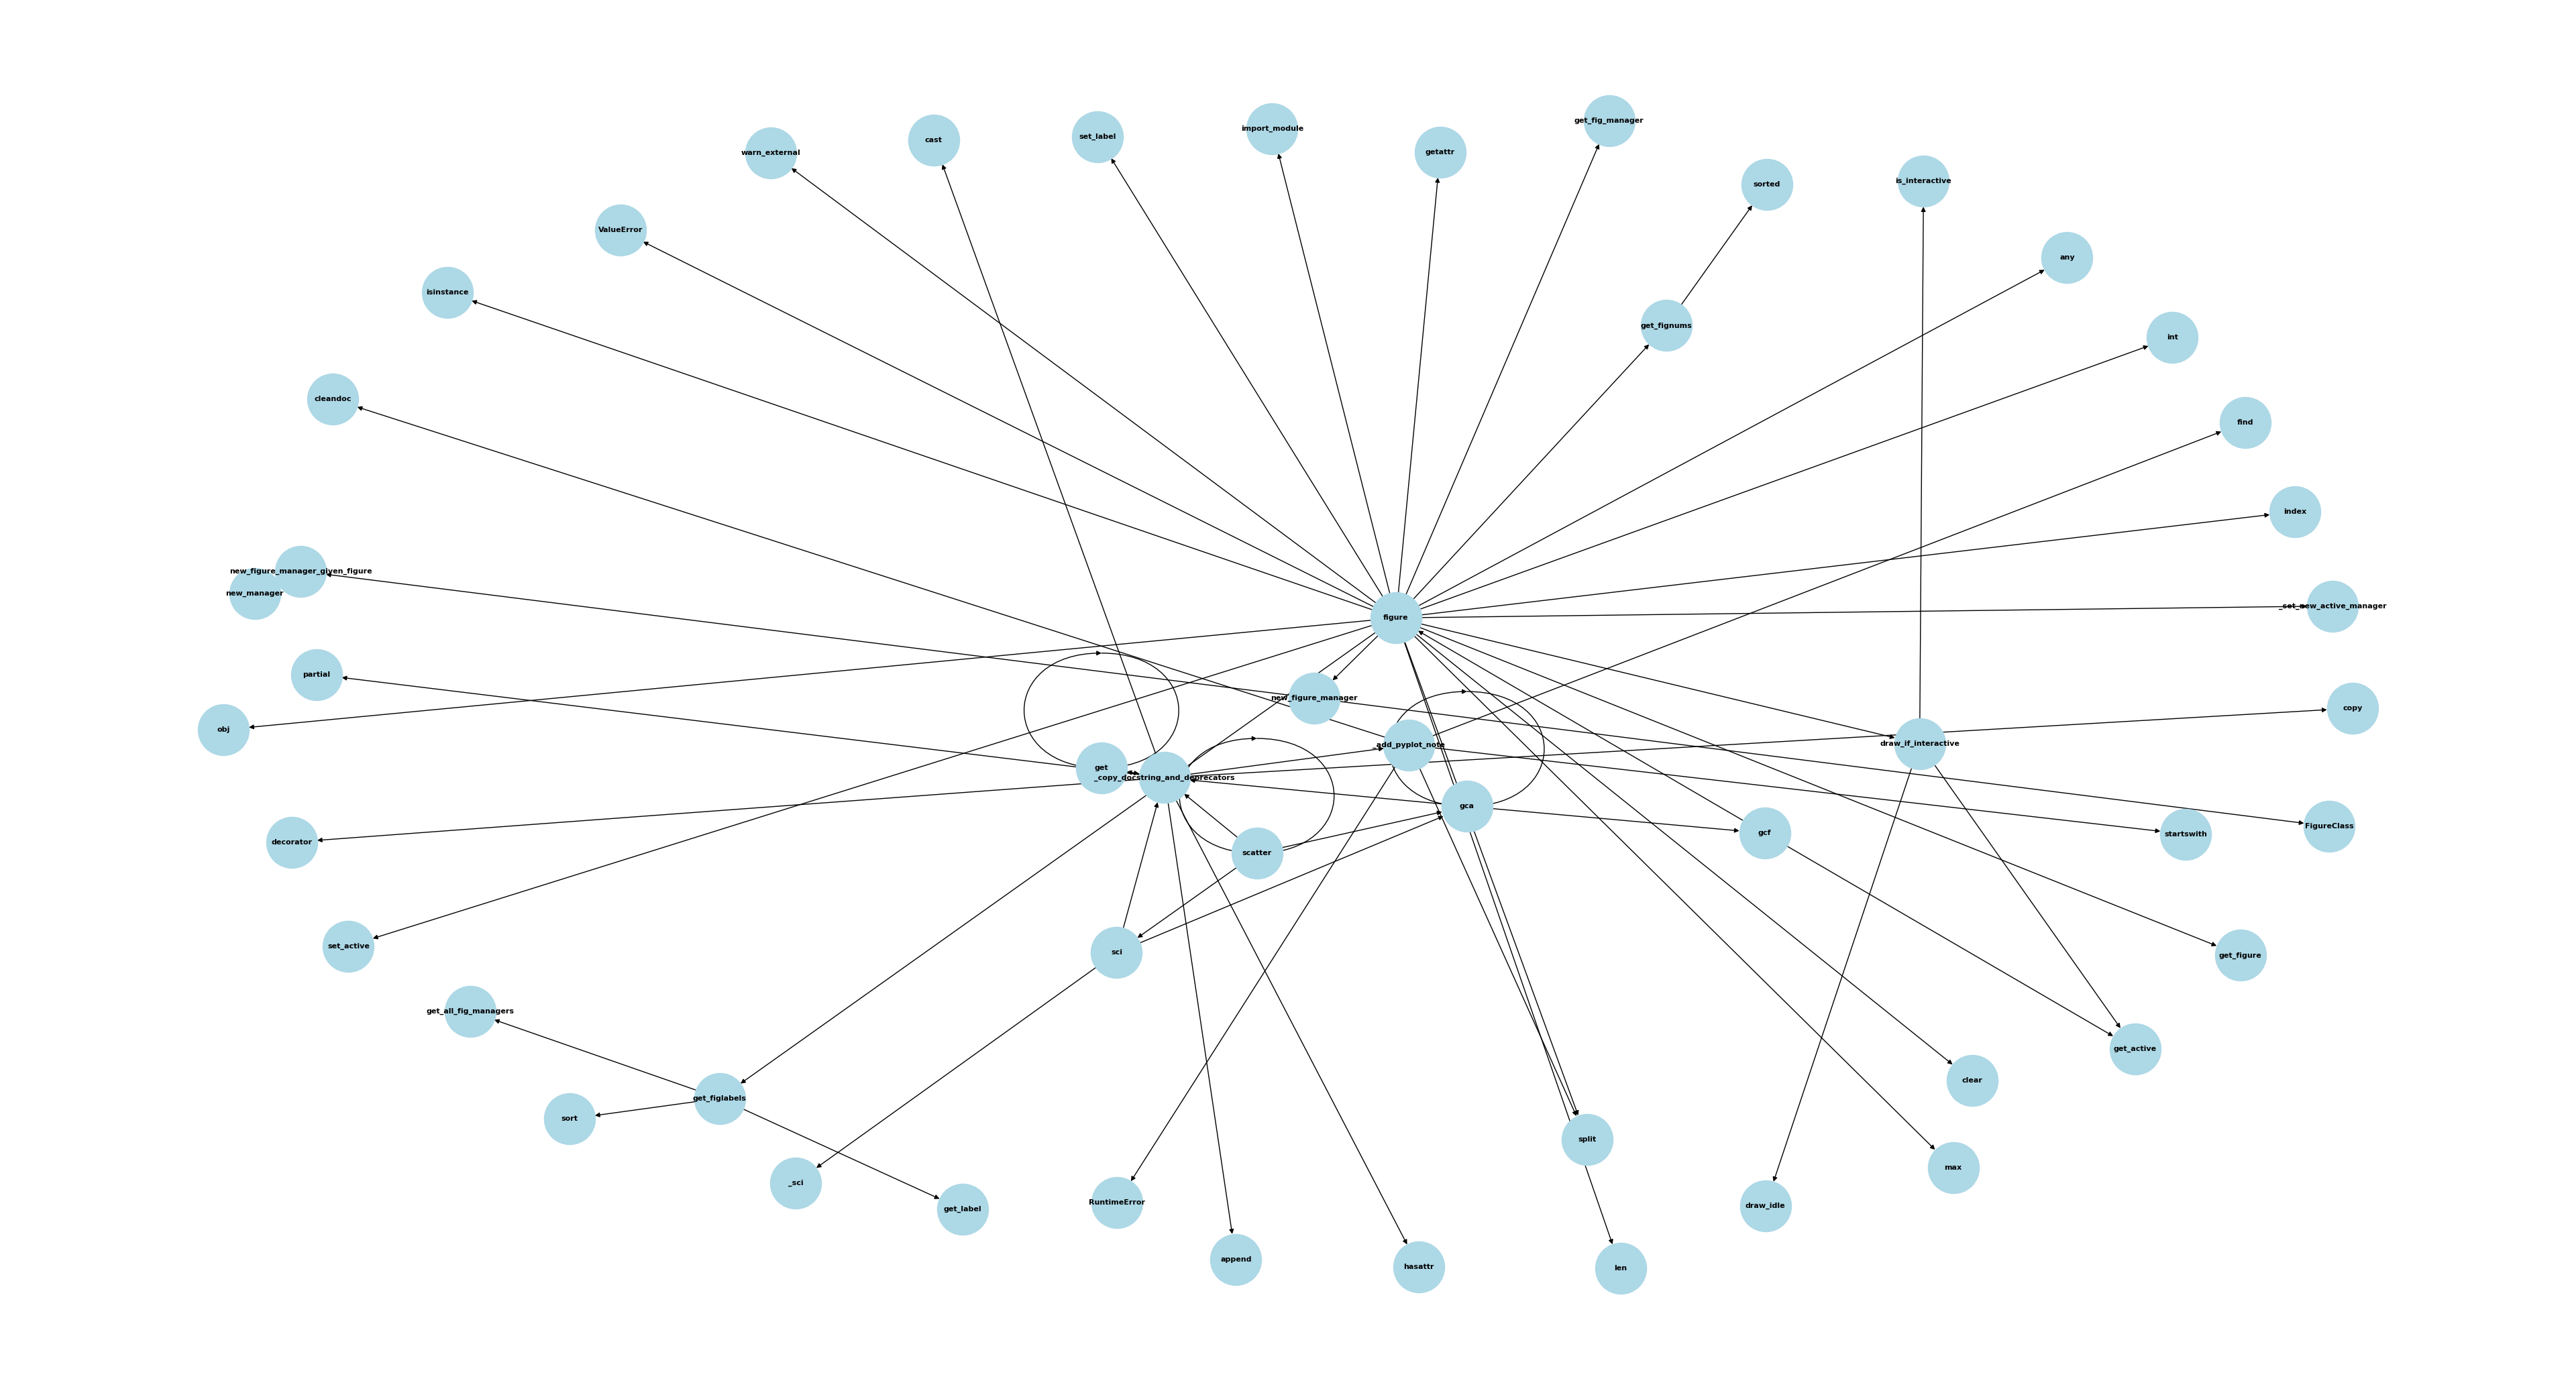 get_fig_manager
import_module
set_label
cast
getattr
warn_external
is_interactive
sorted
ValueError
any
isinstance
get_fignums
int
cleandoc
find
index
new_figure_manager_given_figure
new_manager
_set_new_active_manager
figure
partial
new_figure_manager
copy
obj
_add_pyplot_note
draw_if_interactive
get
_copy_docstring_and_deprecators
gca
FigureClass
gcf
startswith
decorator
scatter
set_active
sci
get_figure
get_all_fig_managers
get_active
clear
get_figlabels
sort
split
max
_sci
RuntimeError
draw_idle
get_label
append
hasattr
len